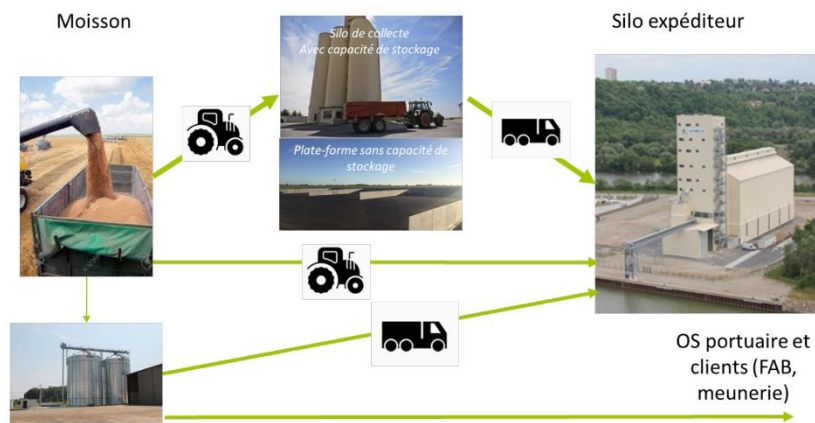 Moisson
Silo expéditeur
Silo de collecte
Avec capacité de stockage
Plate-forme sans capacité de
stockage
OS portuaire et
clients (FAB,
meunerie)